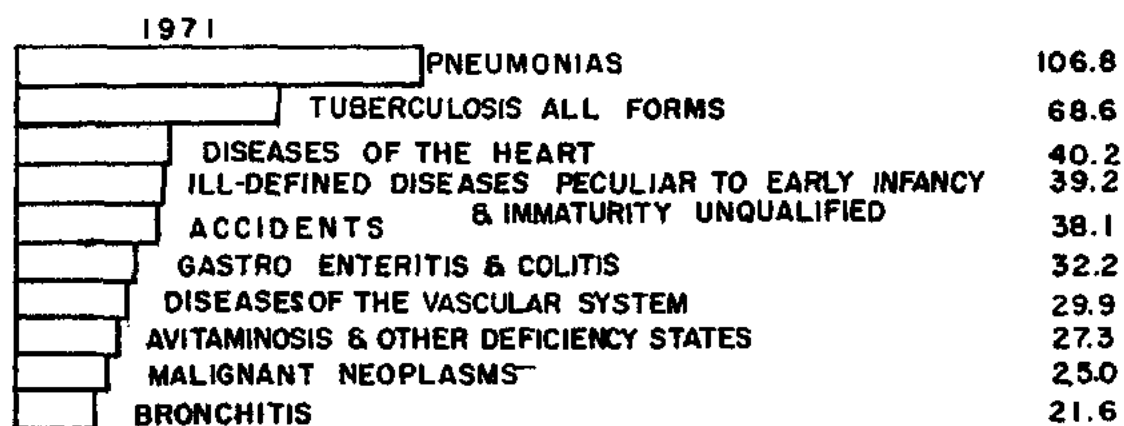 1971
PNEUMONIAS 106.8
TUBERCULOSIS ALL FORMS 68.6
DISEASES OF THE HEART 40.2
ILL-DEFINED DISEASES PECULIAR TO EARLY INFANCY 39.2
& IMMATURITY UNQUALIFIED
ACCIDENTS 38.1
GASTRO ENTERITIS & COLITIS 32.2
DISEASES OF THE VASCULAR SYSTEM 29.9
AVITAMINOSIS & OTHER DEFICIENCY STATES 27.3
MALIGNANT NEOPLASMS 25.0
BRONCHITIS 21.6